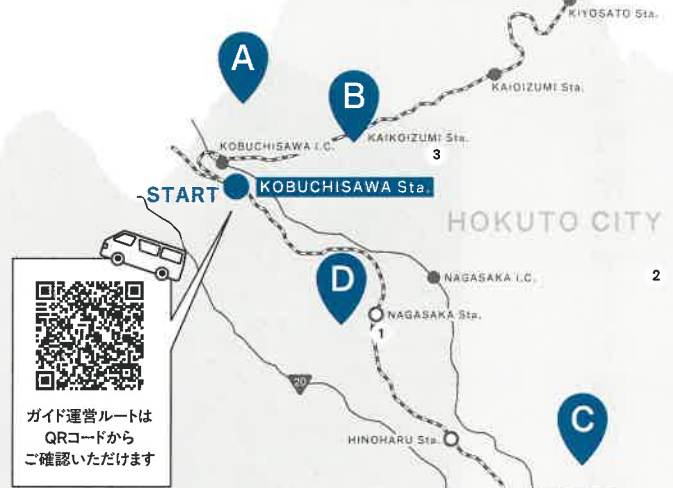 KIYOSATO Sta.
A
KAIOIZUMI Sta.
B
KOBUCHISAWA I.C.
KAIKOIZUMI Sta.
3
START
KOBUCHISAWA Sta.
HOKUTO CITY
D
NAGASAKA I.C.
2
NAGASAKA Sta.
1
20
ガイド運営ルートは
QRコードから
ご確認いただけます
C
HINOHARU Sta.